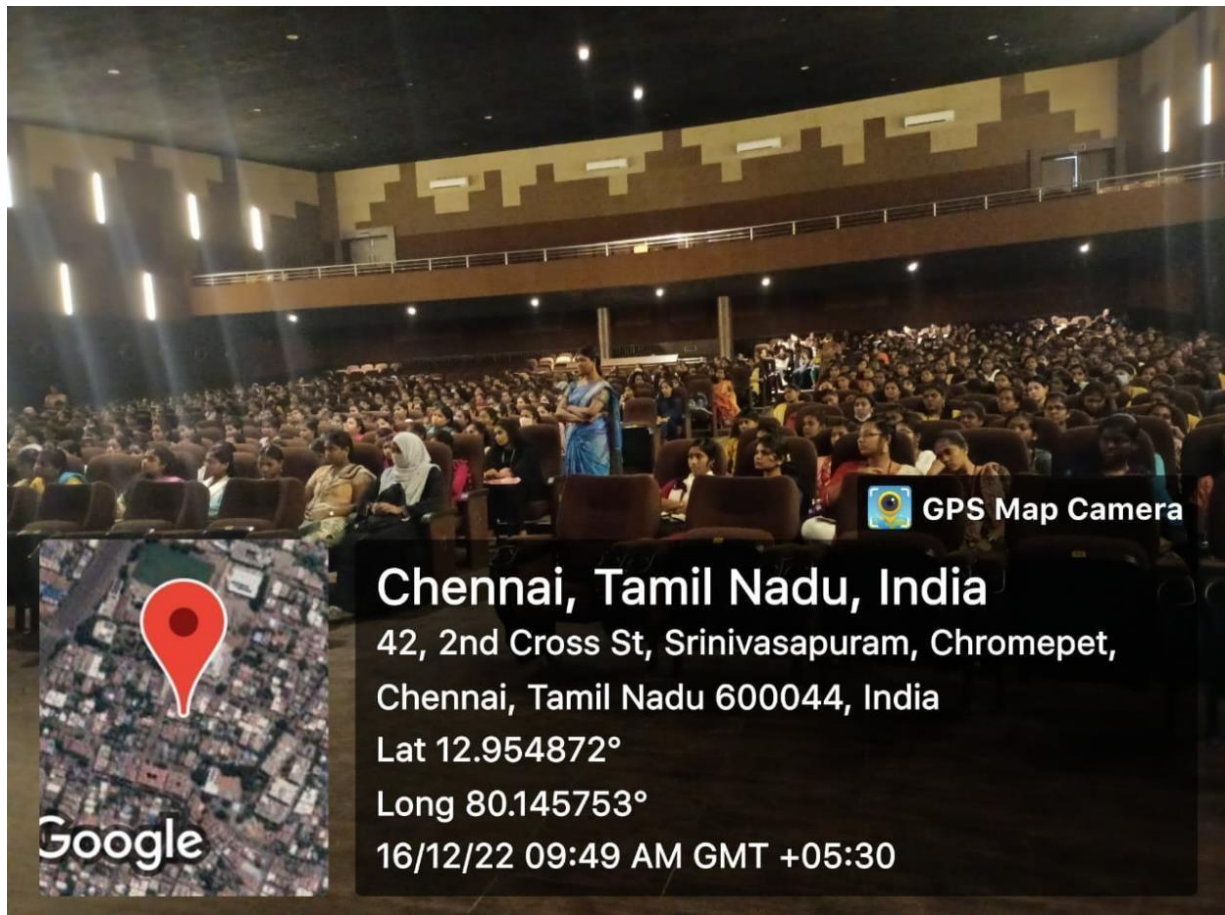 GPS Map Camera
Chennai, Tamil Nadu, India
42, 2nd Cross St, Srinivasapuram, Chromepet,
Chennai, Tamil Nadu 600044, India
Lat 12.954872°
Long 80.145753°
16/12/22 09:49 AM GMT +05:30
Google